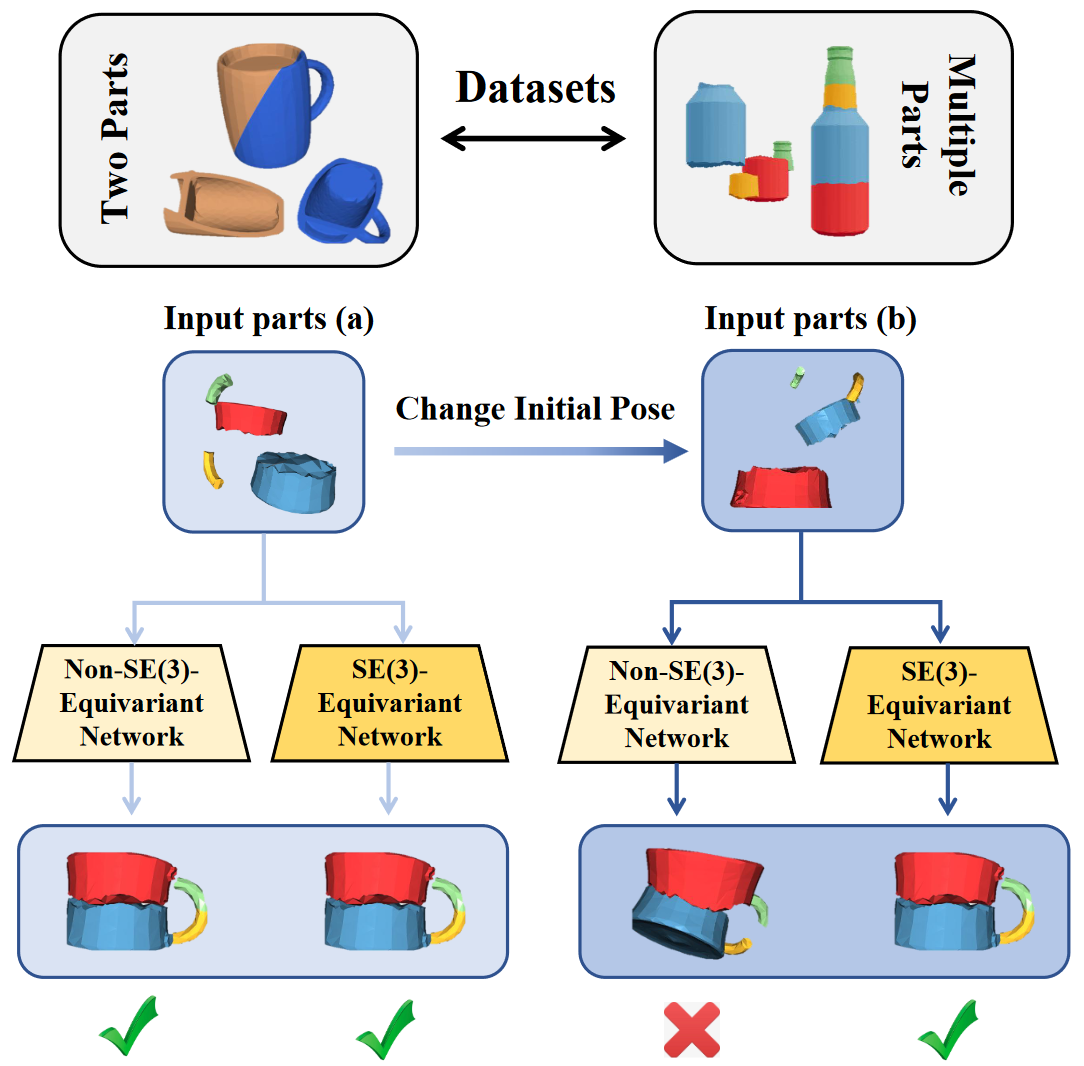 Two Parts
Datasets
Multiple
Parts
Input parts (a)
Input parts (b)
Change Initial Pose
Non-SE(3)-
Equivariant
Network
SE(3)-
Equivariant
Network
Non-SE(3)-
Equivariant
Network
SE(3)-
Equivariant
Network